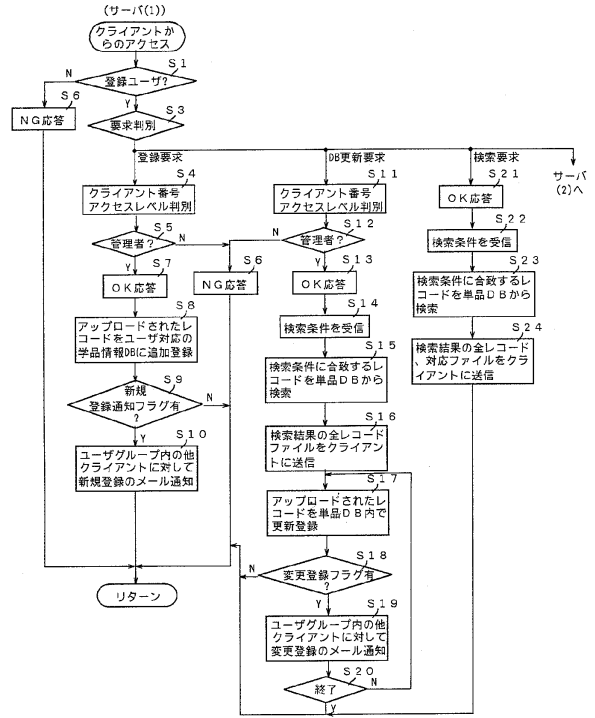 (サーバ(1))
クライアントか
らのアクセス
S1
登録ユーザ?
N
Y
S6
NG応答
S3
要求判別
登録要求
DB更新要求
検索要求
サーバ
(2)へ
S4
クライアント番号
アクセスレベル判別
S5
管理者?
N
Y
S7
OK応答
S6
NG応答
S8
アップロードされたレ
コードをユーザ対応の
学品情報DBに追加登録
S9
新規
登録通知フラグ有
?
N
Y
S10
ユーザグループ内の他
クライアントに対して
新規登録のメール通知
リターン
S11
クライアント番号
アクセスレベル判別
S12
管理者?
N
Y
S13
OK応答
S14
検索条件を受信
S15
検索条件に合致する
レコードを単品DBから
検索
S16
検索結果の全レコード
ファイルをクライアン
トに送信
S17
アップロードされたレ
コードを単品DB内で
更新登録
S18
変更登録フラグ有
?
N
Y
S19
ユーザグループ内の他
クライアントに対して
変更登録のメール通知
S20
終了
N
y
S21
OK応答
S22
検索条件を受信
S23
検索条件に合致するレ
コードを単品DBから
検索
S24
検索結果の全レコード
、対応ファイルをクラ
イアントに送信